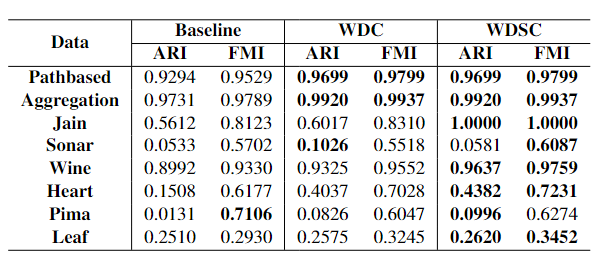 Data Baseline WDC WDSC
ARI FMI ARI FMI ARI FMI
Pathbased 0.9294 0.9529 0.9699 0.9799 0.9699 0.9799
Aggregation 0.9731 0.9789 0.9920 0.9937 0.9920 0.9937
Jain 0.5612 0.8123 0.6017 0.8310 1.0000 1.0000
Sonar 0.0533 0.5702 0.1026 0.5518 0.0581 0.6087
Wine 0.8992 0.9330 0.9325 0.9552 0.9637 0.9759
Heart 0.1508 0.6177 0.4037 0.7028 0.4382 0.7231
Pima 0.0131 0.7106 0.0826 0.6047 0.0996 0.6274
Leaf 0.2510 0.2930 0.2575 0.3245 0.2620 0.3452